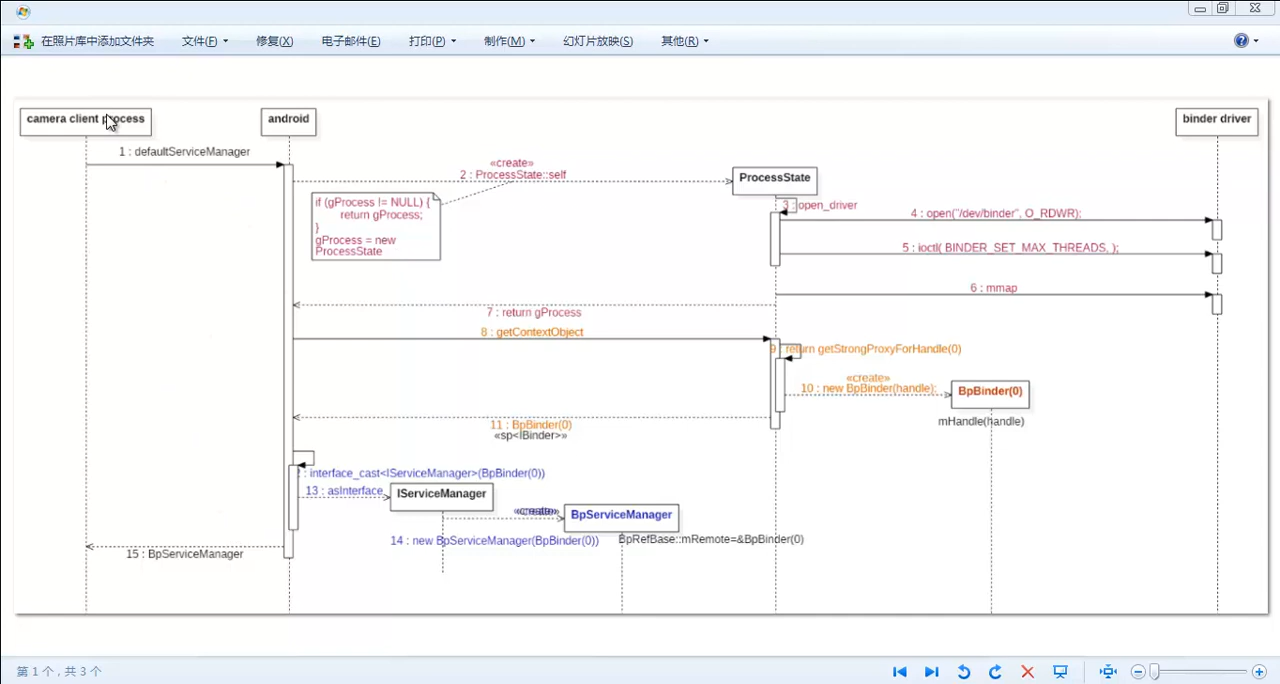 在照片库中添加文件夹 文件(F) 修复(X) 电子邮件(E) 打印(P) 制作(M) 幻灯片放映(S) 其他(R)
camera client process
android
binder driver
1 : defaultServiceManager
«create»
2 : ProcessState::self
ProcessState
if (gProcess != NULL) {
return gProcess;
}
gProcess = new
ProcessState
3 : open_driver
4 : open("/dev/binder", O_RDWR);
5 : ioctl( BINDER_SET_MAX_THREADS, );
6 : mmap
7 : return gProcess
8 : getContextObject
9 : return getStrongProxyForHandle(0)
«create»
10 : new BpBinder(handle);
BpBinder(0)
mHandle(handle)
11 : BpBinder(0)
«sp<IBinder>»
: interface_cast<IServiceManager>(BpBinder(0))
13 : asInterface
IServiceManager
«create»
BpServiceManager
14 : new BpServiceManager(BpBinder(0))
BpRefBase::mRemote=&BpBinder(0)
15 : BpServiceManager
第 1 个，共 3 个